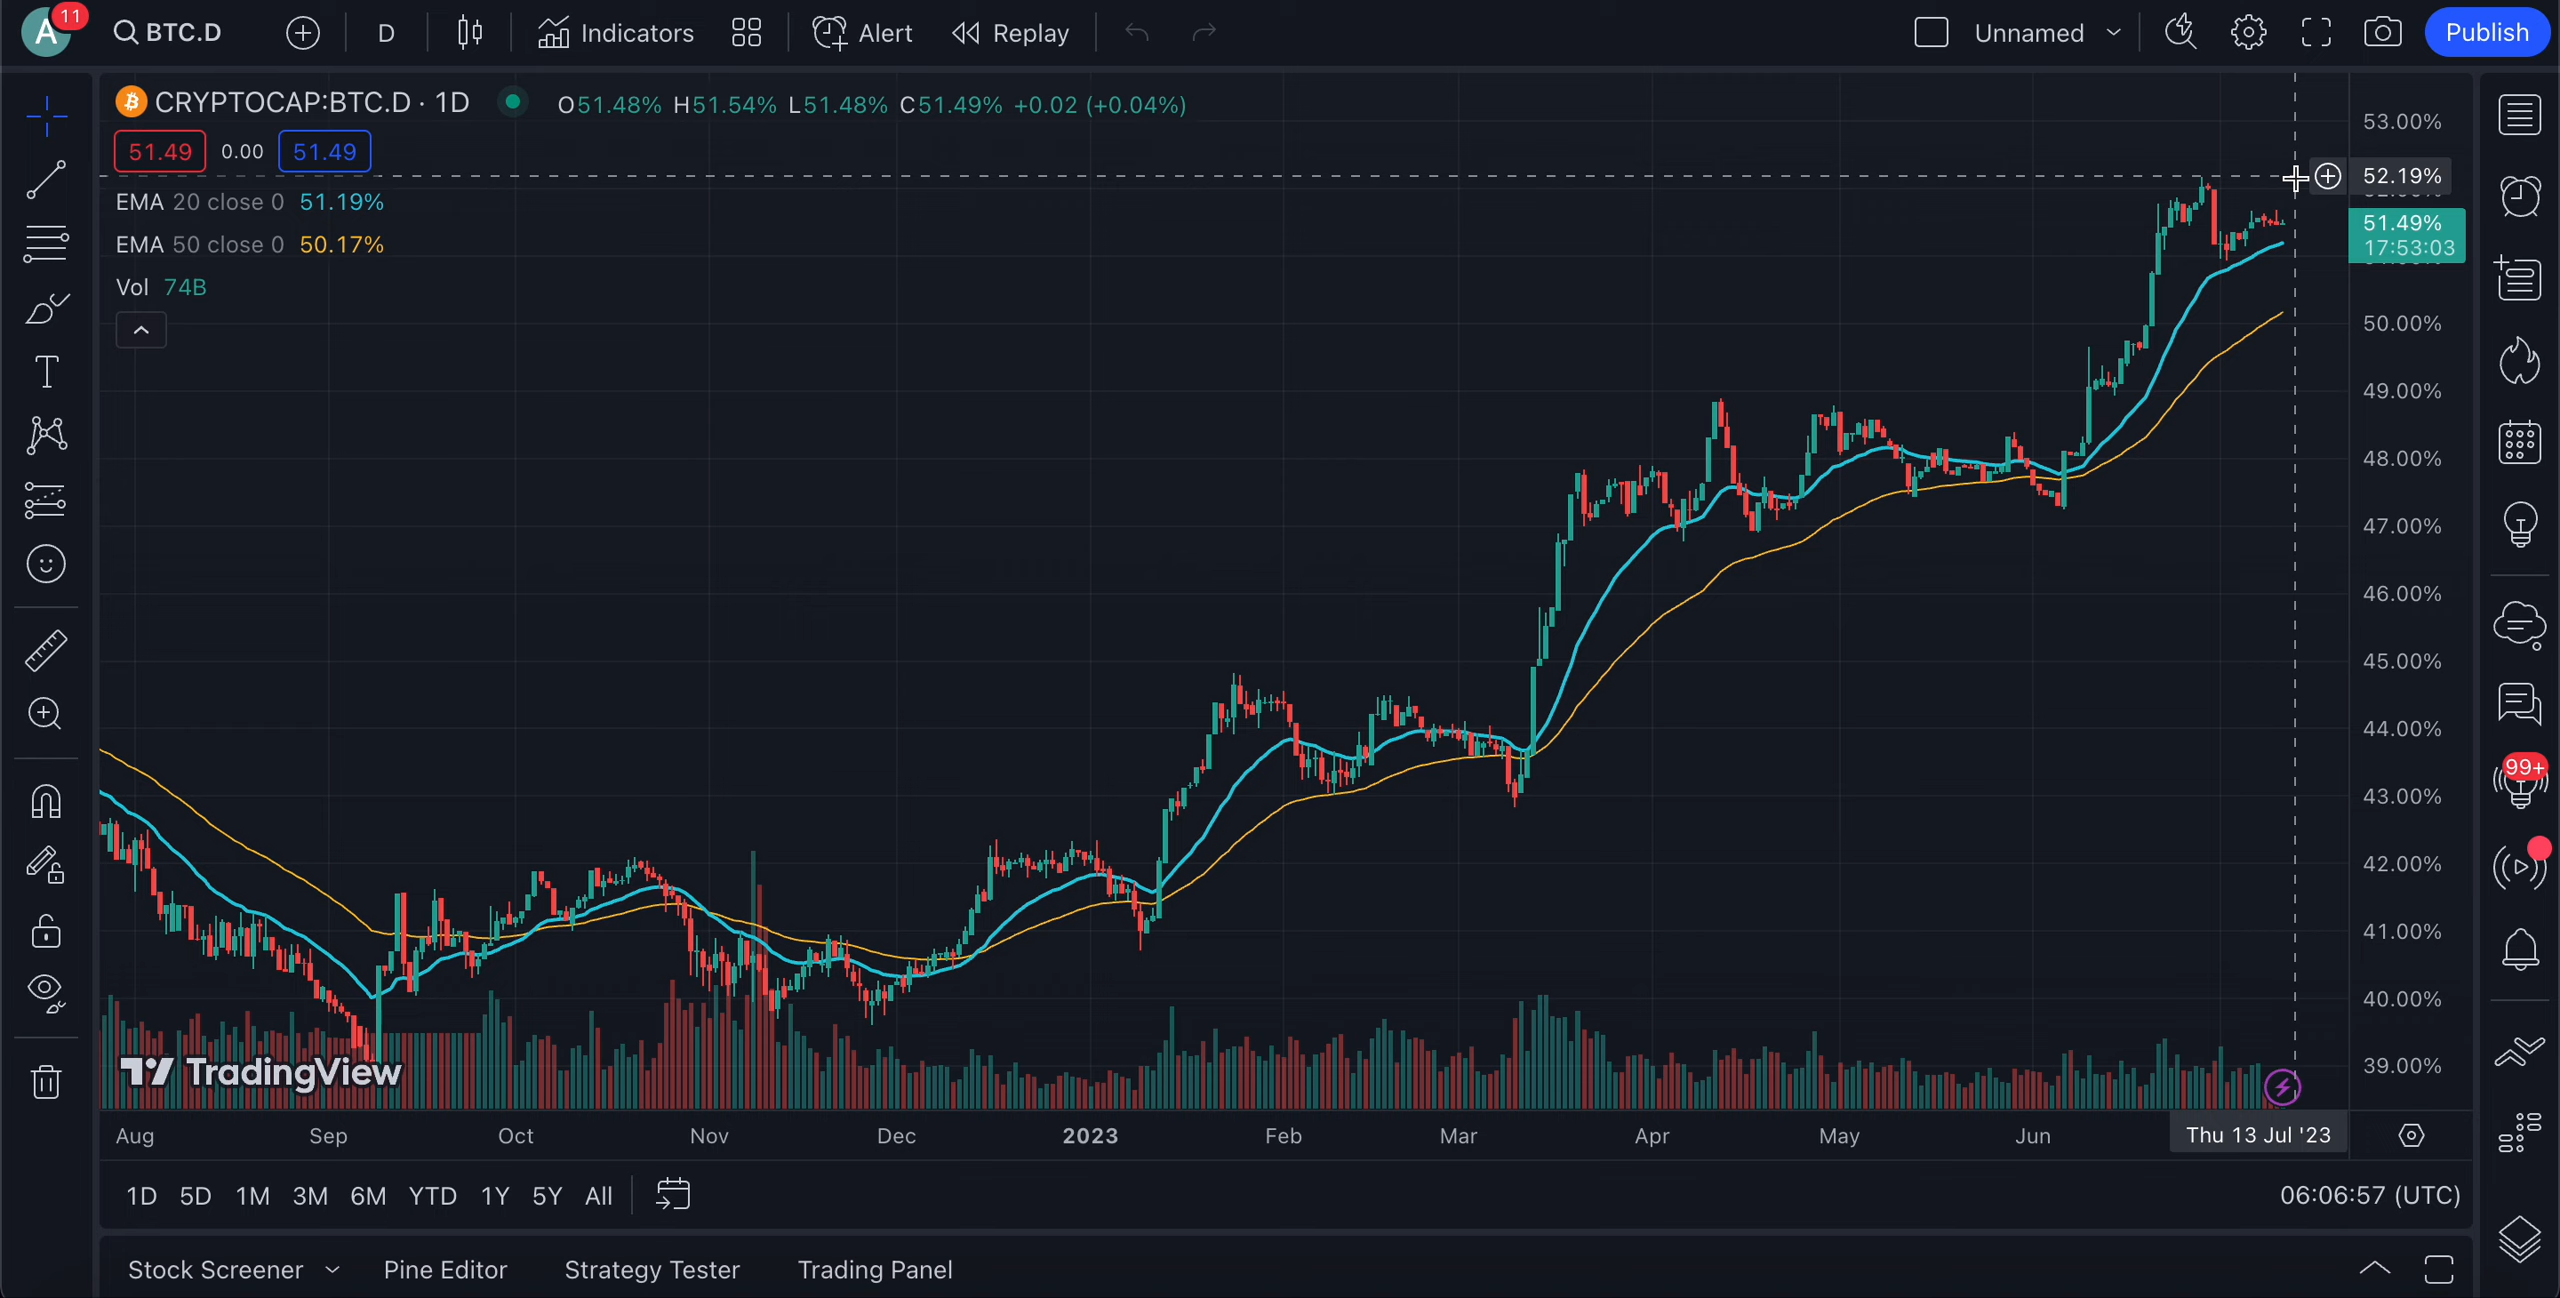 A 11 BTC.D D Indicators Alert Replay Unnamed Publish
CRYPTOCAP:BTC.D · 1D O51.48% H51.54% L51.48% C51.49% +0.02 (+0.04%)
51.49 0.00 51.49
EMA 20 close 0 51.19%
EMA 50 close 0 50.17%
Vol 74B
53.00%
52.19%
51.49%
17:53:03
50.00%
49.00%
48.00%
47.00%
46.00%
45.00%
44.00%
43.00%
42.00%
41.00%
40.00%
39.00%
99+
TradingView
Aug Sep Oct Nov Dec 2023 Feb Mar Apr May Jun Thu 13 Jul '23
1D 5D 1M 3M 6M YTD 1Y 5Y All 06:06:57 (UTC)
Stock Screener Pine Editor Strategy Tester Trading Panel